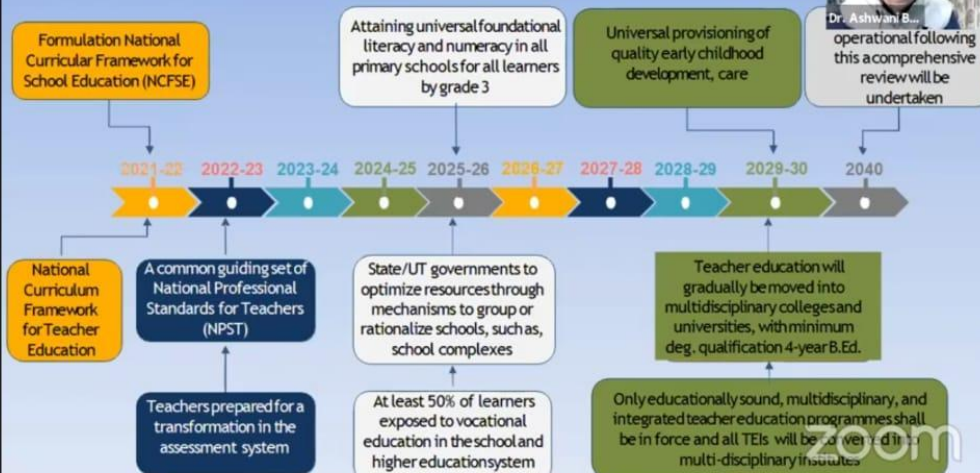 Formulation National
Curricular Framework for
School Education (NCFSE)
Attaining universal foundational
literacy and numeracy in all
primary schools for all learners
by grade 3
Universal provisioning of
quality early childhood
development, care
Dr. Ashwani B...
operational following
this a comprehensive
review will be
undertaken
2021-22 2022-23 2023-24 2024-25 2025-26 2026-27 2027-28 2028-29 2029-30 2040
National
Curriculum
Framework
for Teacher
Education
A common guiding set of
National Professional
Standards for Teachers
(NPST)
Teachers prepared for a
transformation in the
assessment system
State/UT governments to
optimize resources through
mechanisms to group or
rationalize schools, such as,
school complexes
At least 50% of learners
exposed to vocational
education in the school and
higher education system
Teacher education will
gradually be moved into
multidisciplinary colleges and
universities, with minimum
deg. qualification 4-year B.Ed.
Only educationally sound, multidisciplinary, and
integrated teacher education programmes shall
be in force and all TEIs will be converted into
multi-disciplinary institutes
zoom